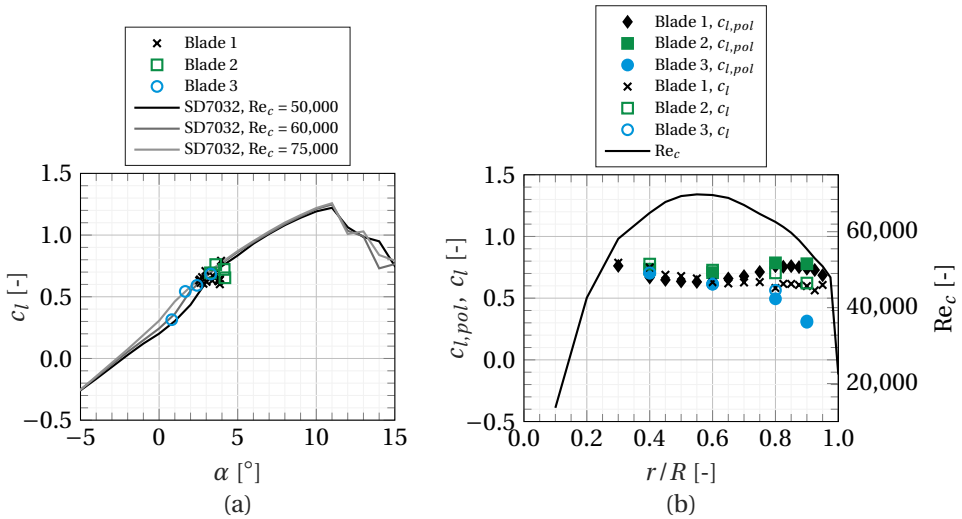 Blade 1
Blade 2
Blade 3
SD7032, Re_c = 50,000
SD7032, Re_c = 60,000
SD7032, Re_c = 75,000
1.5
1.0
0.5
0.0
−0.5
c_l [-]
−5 0 5 10 15
α [°]
(a)
Blade 1, c_{l,pol}
Blade 2, c_{l,pol}
Blade 3, c_{l,pol}
Blade 1, c_l
Blade 2, c_l
Blade 3, c_l
Re_c
1.5
1.0
0.5
0.0
−0.5
c_{l,pol}, c_l [-]
60,000
40,000
20,000
Re_c [-]
0.0 0.2 0.4 0.6 0.8 1.0
r/R [-]
(b)